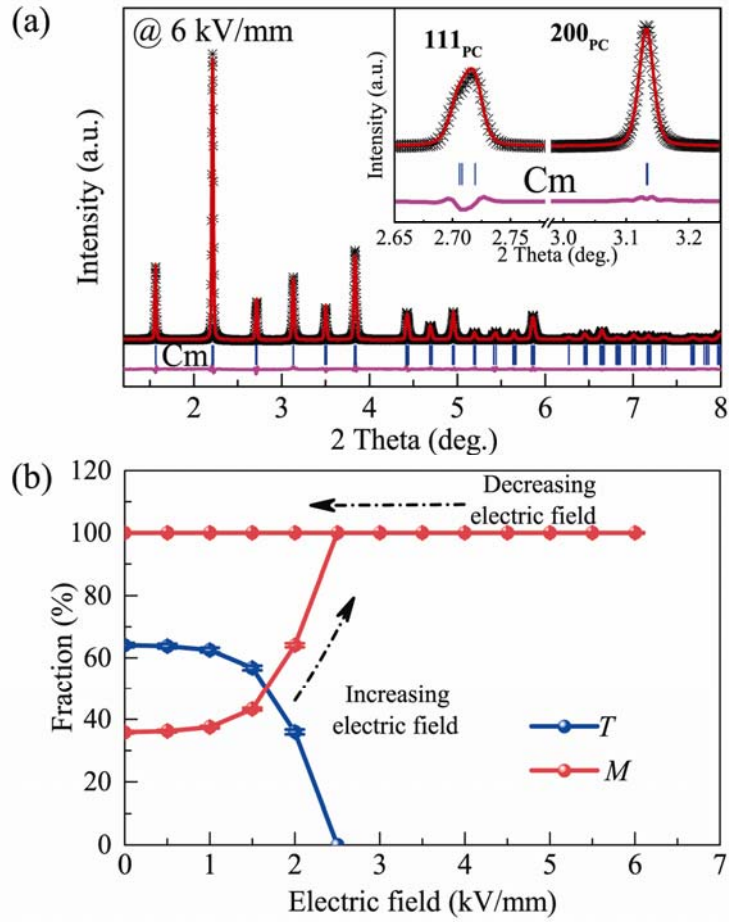 (a)
@ 6 kV/mm
111PC
200PC
Intensity (a.u.)
Cm
2.65
2.70
2.75
3.0
3.1
3.2
2 Theta (deg.)
Intensity (a.u.)
Cm
2
3
4
5
6
7
8
2 Theta (deg.)
(b)
120
100
80
60
40
20
0
Fraction (%)
Decreasing
electric field
Increasing
electric field
T
M
0
1
2
3
4
5
6
7
Electric field (kV/mm)